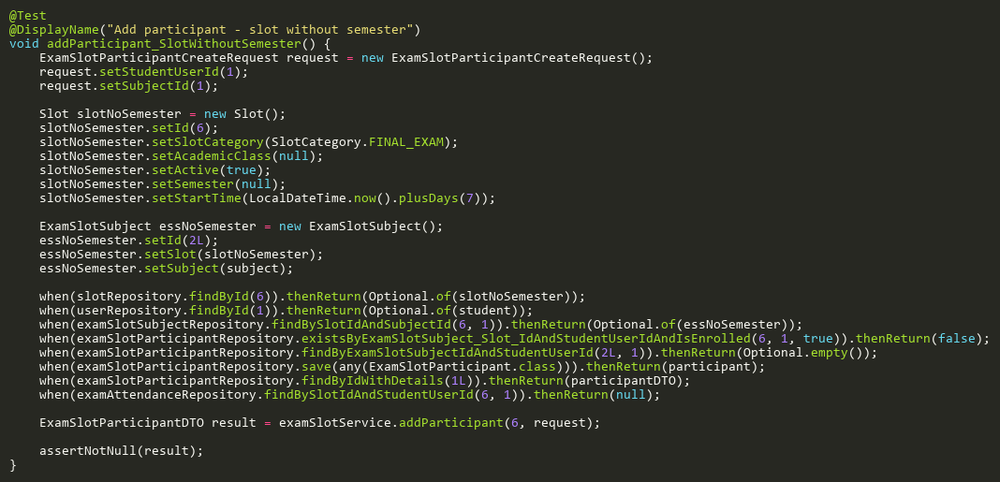 @Test
@DisplayName("Add participant - slot without semester")
void addParticipant_SlotWithoutSemester() {
    ExamSlotParticipantCreateRequest request = new ExamSlotParticipantCreateRequest();
    request.setStudentUserId(1);
    request.setSubjectId(1);

    Slot slotNoSemester = new Slot();
    slotNoSemester.setId(6);
    slotNoSemester.setSlotCategory(SlotCategory.FINAL_EXAM);
    slotNoSemester.setAcademicClass(null);
    slotNoSemester.setActive(true);
    slotNoSemester.setSemester(null);
    slotNoSemester.setStartTime(LocalDateTime.now().plusDays(7));

    ExamSlotSubject essNoSemester = new ExamSlotSubject();
    essNoSemester.setId(2L);
    essNoSemester.setSlot(slotNoSemester);
    essNoSemester.setSubject(subject);

    when(slotRepository.findById(6)).thenReturn(Optional.of(slotNoSemester));
    when(userRepository.findById(1)).thenReturn(Optional.of(student));
    when(examSlotSubjectRepository.findBySlotIdAndSubjectId(6, 1)).thenReturn(Optional.of(essNoSemester));
    when(examSlotParticipantRepository.existsByExamSlotSubject_Slot_IdAndStudentUserIdAndIsEnrolled(6, 1, true)).thenReturn(false);
    when(examSlotParticipantRepository.findByExamSlotSubjectIdAndStudentUserId(2L, 1)).thenReturn(Optional.empty());
    when(examSlotParticipantRepository.save(any(ExamSlotParticipant.class))).thenReturn(participant);
    when(examSlotParticipantRepository.findByIdWithDetails(1L)).thenReturn(participantDTO);
    when(examAttendanceRepository.findBySlotIdAndStudentUserId(6, 1)).thenReturn(null);

    ExamSlotParticipantDTO result = examSlotService.addParticipant(6, request);

    assertNotNull(result);
}